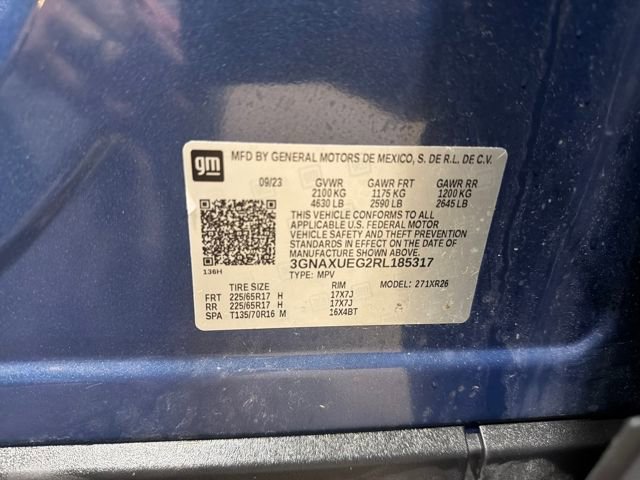 gm MFD BY GENERAL MOTORS DE MEXICO, S. DE R.L. DE C.V.
09/23 GVWR GAWR FRT GAWR RR
2100 KG 1175 KG 1200 KG
4630 LB 2590 LB 2645 LB
THIS VEHICLE CONFORMS TO ALL
APPLICABLE U.S. FEDERAL MOTOR
VEHICLE SAFETY THEFT PREVENTION
STANDARDS IN EFFECT ON THE DATE OF
MANUFACTURE SHOWN ABOVE.
3GNAXUEG2RL185317
136H TYPE: MPV
TIRE SIZE RIM MODEL: 271XR26
FRT 225/65R17 H 17X7J
RR 225/65R17 H 17X7J
SPA T135/70R16 M 16X4BT